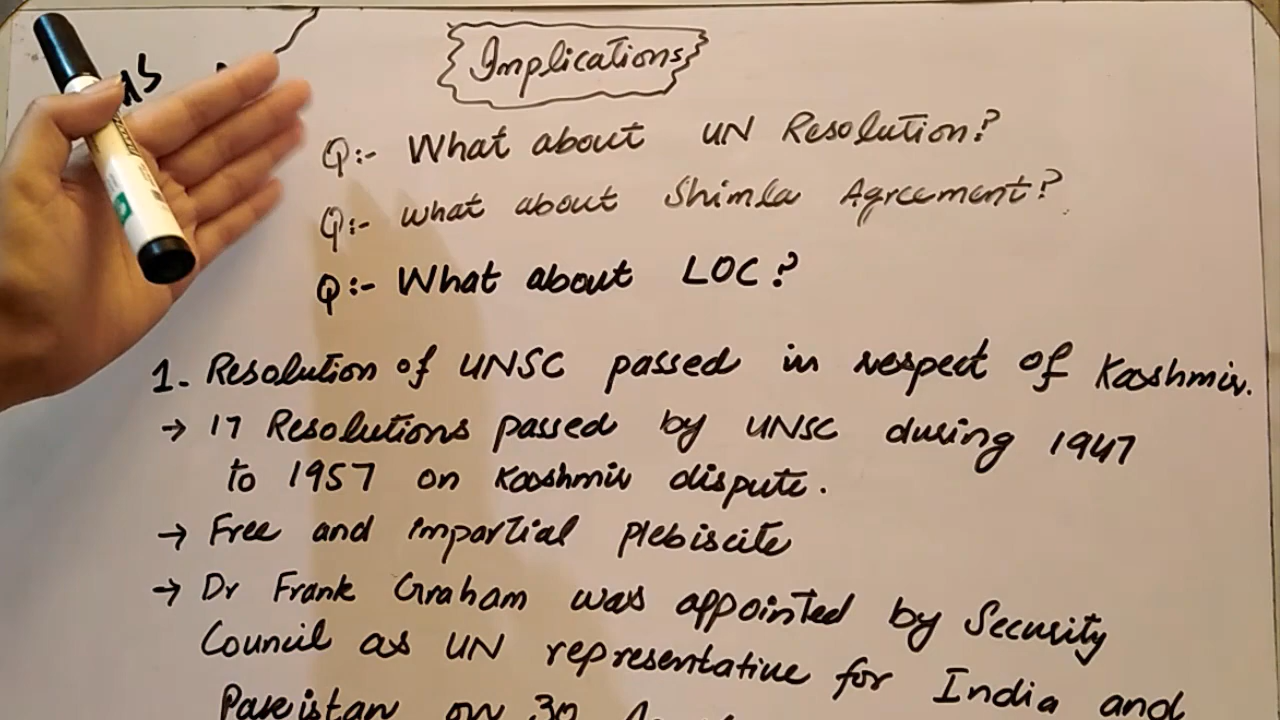 Implications
Q:- What about UN Resolution?
Q:- what about Shimla Agreement?
Q:- What about LOC?
1. Resolution of UNSC passed in respect of Kashmir.
→ 17 Resolutions passed by UNSC during 1947
to 1957 on Kashmir dispute.
→ Free and impartial Plebiscite
→ Dr Frank Graham was appointed by Security
Council as UN representative for India and
Pakistan on 30